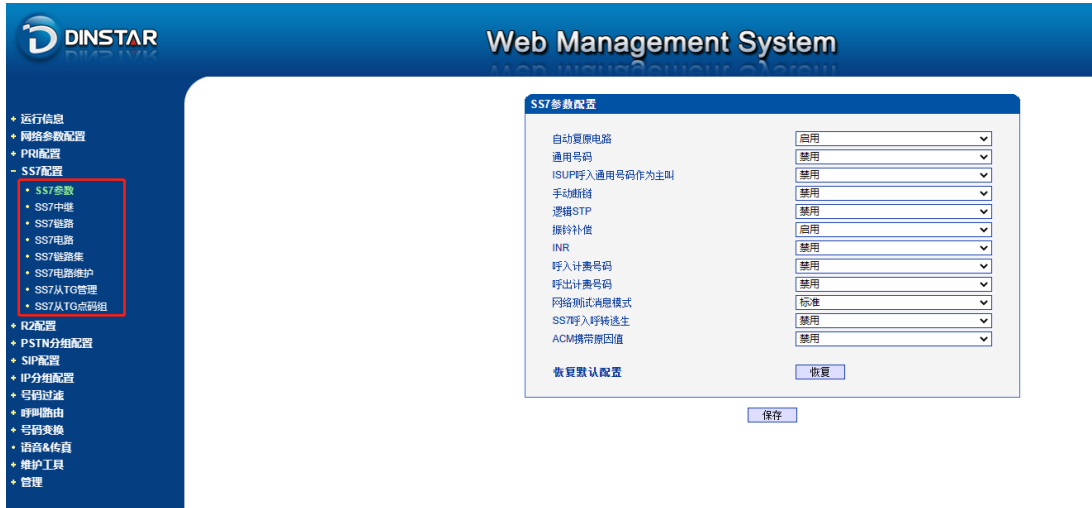 DINSTAR
Web Management System
+ 运行信息
+ 网络参数配置
+ PRI配置
- SS7配置
• SS7参数
• SS7中继
• SS7链路
• SS7电路
• SS7链路集
• SS7电路维护
• SS7从TG管理
• SS7从TG点码组
+ R2配置
+ PSTN分组配置
+ SIP配置
+ IP分组配置
+ 号码过滤
+ 呼叫路由
+ 号码变换
• 语音&传真
+ 维护工具
+ 管理
SS7参数配置
自动复原电路 启用
通用号码 禁用
ISUP呼入通用号码作为主叫 禁用
手动断链 禁用
逻辑STP 禁用
振铃补偿 启用
INR 禁用
呼入计费号码 禁用
呼出计费号码 禁用
网络测试消息模式 标准
SS7呼入呼转逃生 禁用
ACM携带原因值 禁用
恢复默认配置 恢复
保存